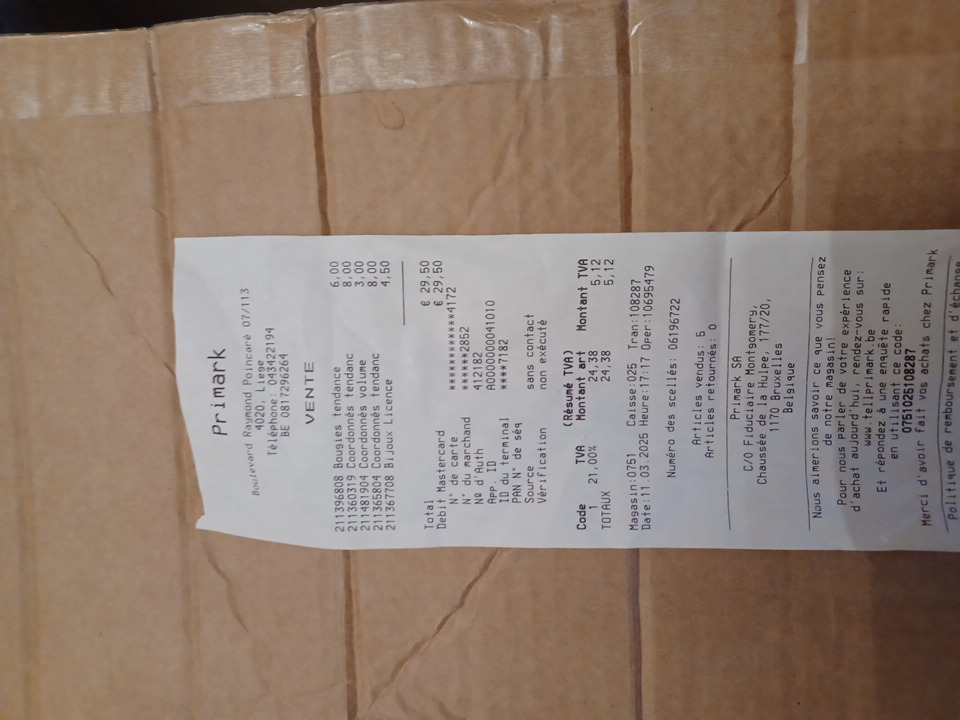 Primark
Boulevard Raymond Poincaré 07/113
4020, Liege
Téléphone: 043422194
BE 0817296264
VENTE
211396808 Bougies tendance 6,00
211360319 Coordonnés tendanc 8,00
211481904 Coordonnés volume 3,00
211365804 Coordonnés tendanc 8,00
211367708 Bijoux Licence 4,50
Total € 29,50
Debit Mastercard € 29,50
N° de carte ************4172
N° du marchand ******2852
Nº d'Auth 412082
App. ID A0000000041010
ID du terminal ****7182
PAN N° de séq
Source sans contact
Vérification non exécuté
(Résumé TVA)
Code TVA Montant art Montant TVA
1 21,00% 24,38 5,12
TOTAUX 24,38 5,12
Magasin:0751 Caisse:025 Tran:108287
Date:11.03.2025 Heure:17:17 Oper:10695479
Numéro des scellés: 06196722
Articles vendus: 5
Articles retournés: 0
Primark SA
C/O Fiduciaire Montgomery,
Chaussée de la Hulpe, 177/20,
1170 Bruxelles
Belgique
Nous aimerions savoir ce que vous pensez
de notre magasin!
Pour nous parler de votre expérience
d'achat aujourd'hui, rendez-vous sur:
www.tellprimark.be
Et répondez à une enquête rapide
en utilisant ce code:
0751025108287
Merci d'avoir fait vos achats chez Primark
Politique de remboursement et d'échange